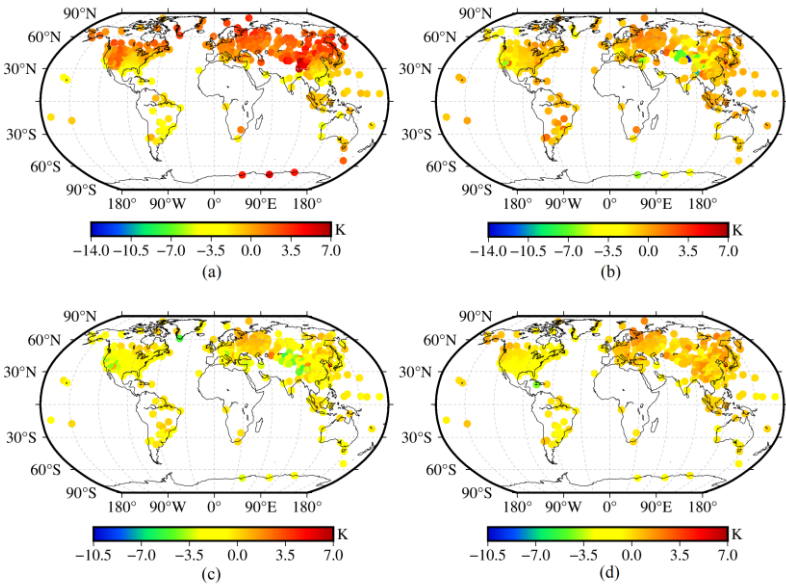 90°N 90°N
60°N 60°N
30°N 30°N
30°S 30°S
60°S 60°S
90°S 90°S
180° 90°W 0° 90°E 180° 180° 90°W 0° 90°E 180°
K K
−14.0 −10.5 −7.0 −3.5 0.0 3.5 7.0 −14.0 −10.5 −7.0 −3.5 0.0 3.5 7.0
(a) (b)
90°N 90°N
60°N 60°N
30°N 30°N
30°S 30°S
60°S 60°S
90°S 90°S
180° 90°W 0° 90°E 180° 180° 90°W 0° 90°E 180°
K K
−10.5 −7.0 −3.5 0.0 3.5 7.0 −10.5 −7.0 −3.5 0.0 3.5 7.0
(c) (d)